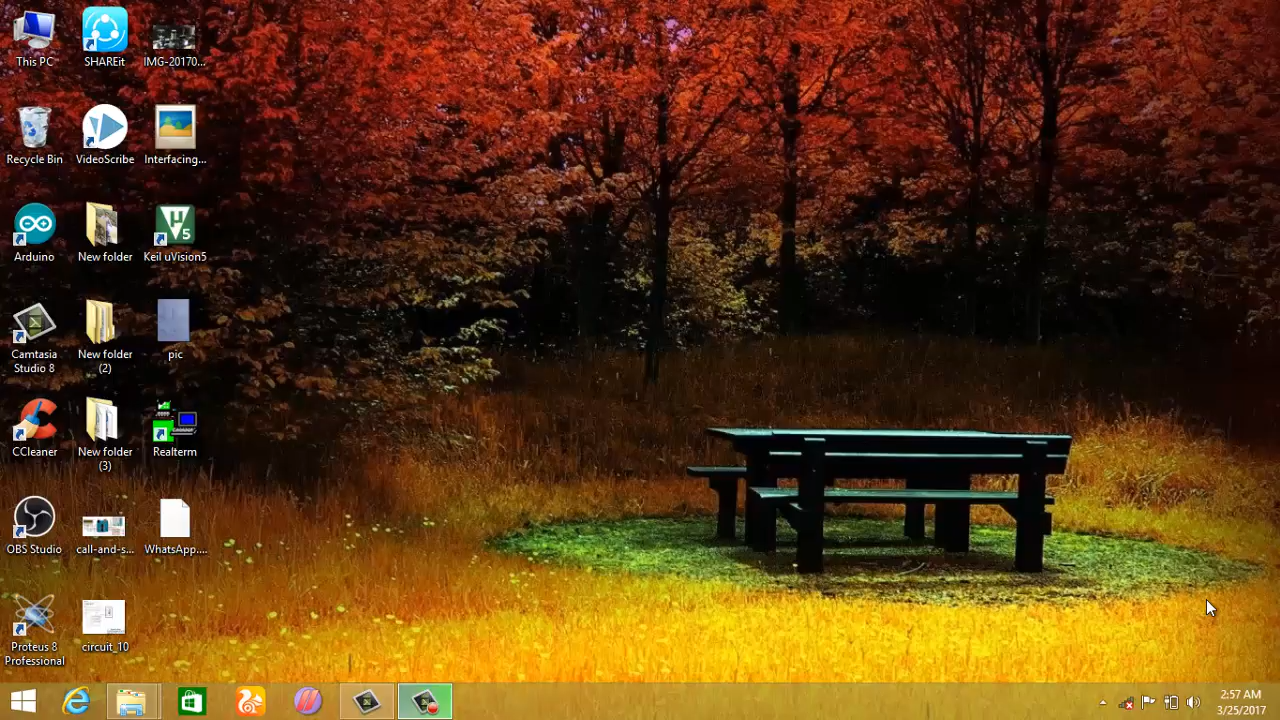 This PC
SHAREit
IMG-20170...
Recycle Bin
VideoScribe
Interfacing...
Arduino
New folder
Keil uVision5
Camtasia
Studio 8
New folder
(2)
pic
CCleaner
New folder
(3)
Realterm
OBS Studio
call-and-s...
WhatsApp....
Proteus 8
Professional
circuit_10
2:57 AM
3/25/2017